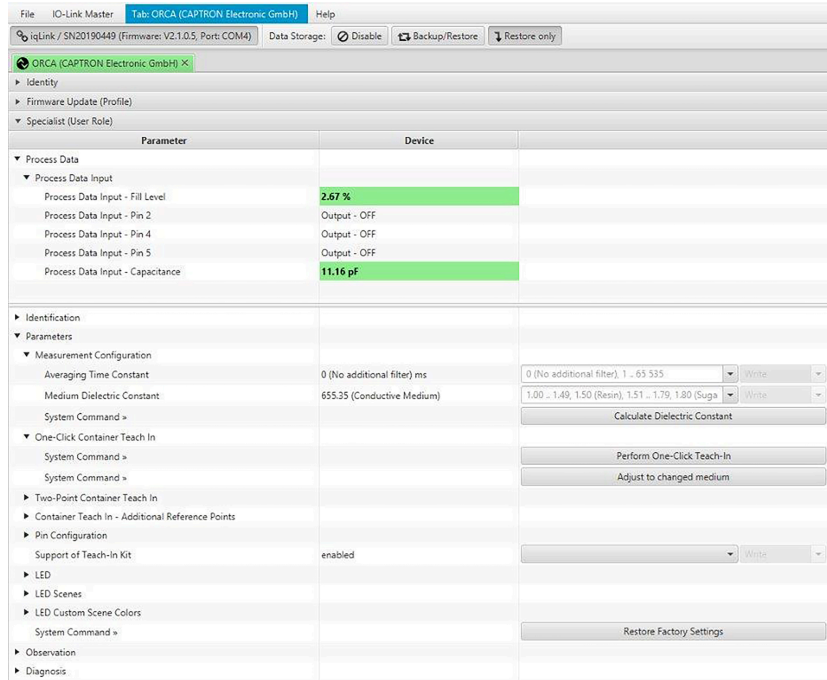 File IO-Link Master Tab: ORCA (CAPTRON Electronic GmbH) Help
iqLink / SN20190449 (Firmware: V2.1.0.5, Port: COM4) Data Storage: Disable Backup/Restore Restore only
ORCA (CAPTRON Electronic GmbH) ×
Identity
Firmware Update (Profile)
Specialist (User Role)
Parameter Device
Process Data
Process Data Input
Process Data Input - Fill Level 2.67 %
Process Data Input - Pin 2 Output - OFF
Process Data Input - Pin 4 Output - OFF
Process Data Input - Pin 5 Output - OFF
Process Data Input - Capacitance 11.16 pF
Identification
Parameters
Measurement Configuration
Averaging Time Constant 0 (No additional filter) ms 0 (No additional filter), 1 .. 65 535 Write
Medium Dielectric Constant 655.35 (Conductive Medium) 1.00 .. 1.49, 1.50 (Resin), 1.51 .. 1.79, 1.80 (Suga Write
System Command » Calculate Dielectric Constant
One-Click Container Teach In
System Command » Perform One-Click Teach-In
System Command » Adjust to changed medium
Two-Point Container Teach In
Container Teach In - Additional Reference Points
Pin Configuration
Support of Teach-In Kit enabled Write
LED
LED Scenes
LED Custom Scene Colors
System Command » Restore Factory Settings
Observation
Diagnosis